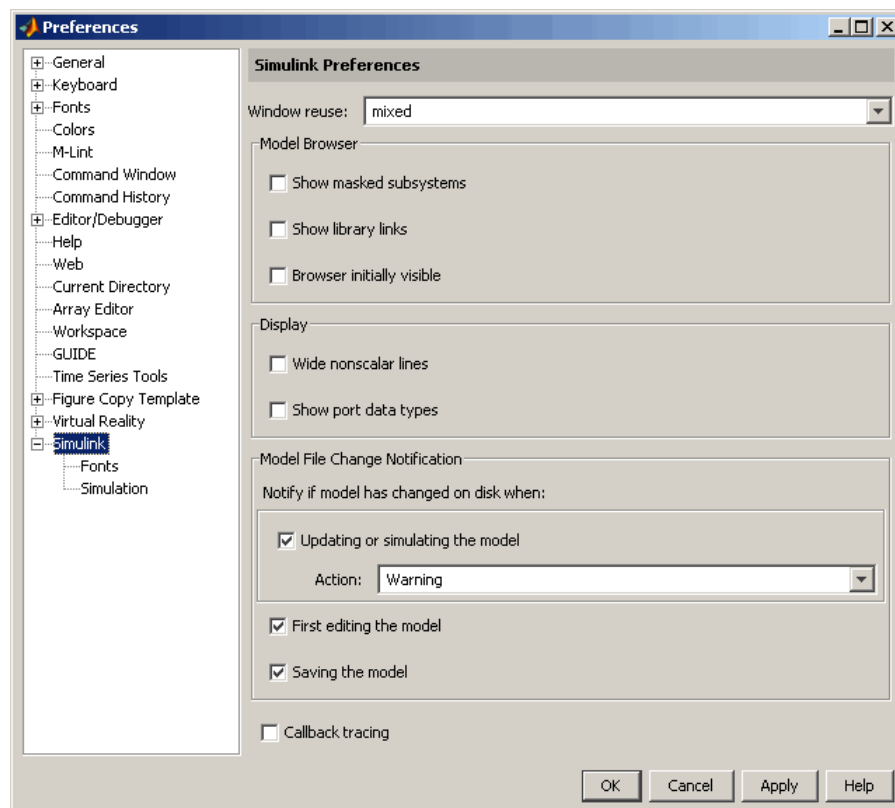 Preferences
General
Keyboard
Fonts
Colors
M-Lint
Command Window
Command History
Editor/Debugger
Help
Web
Current Directory
Array Editor
Workspace
GUIDE
Time Series Tools
Figure Copy Template
Virtual Reality
Simulink
Fonts
Simulation
Simulink Preferences
Window reuse: mixed
Model Browser
Show masked subsystems
Show library links
Browser initially visible
Display
Wide nonscalar lines
Show port data types
Model File Change Notification
Notify if model has changed on disk when:
Updating or simulating the model
Action: Warning
First editing the model
Saving the model
Callback tracing
OK Cancel Apply Help